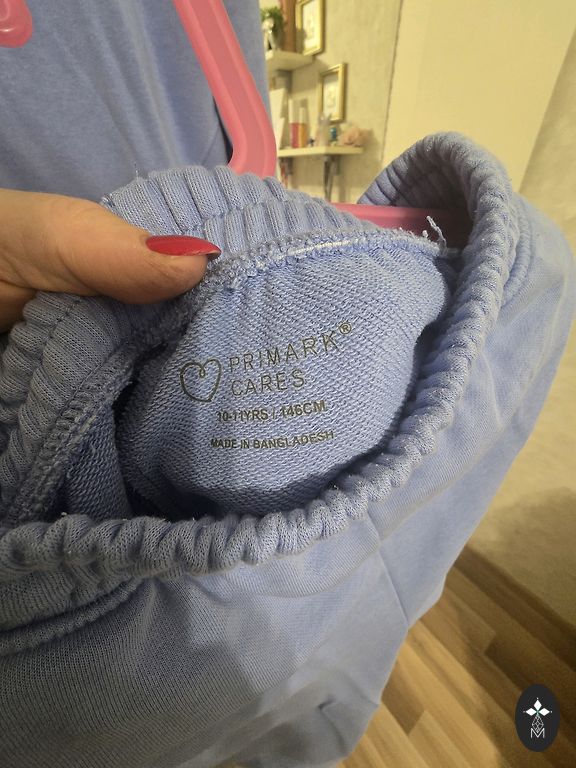 PRIMARK®
CARES
10-11YRS / 146CM
MADE IN BANGLADESH
M